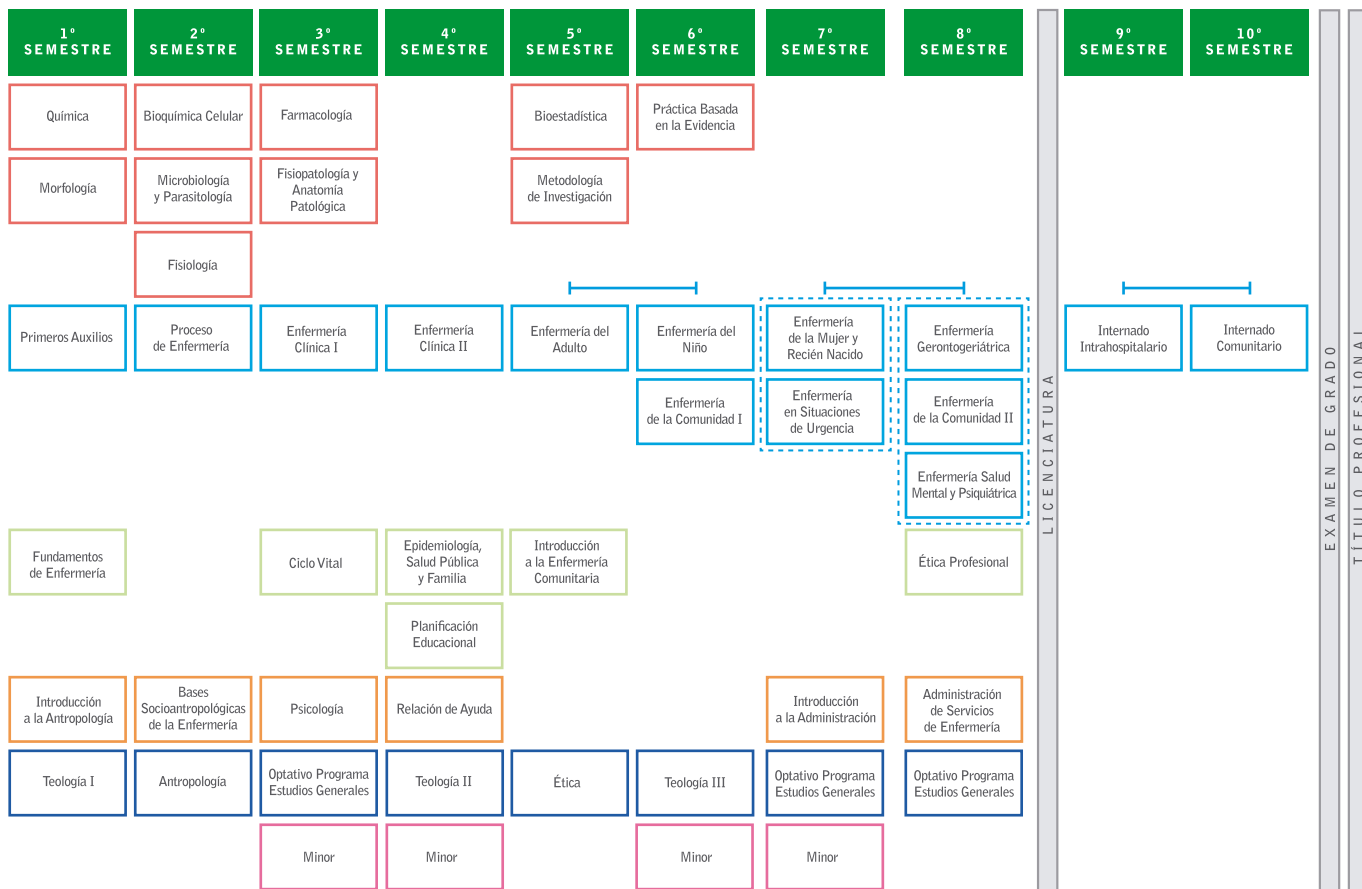 1°
SEMESTRE
2°
SEMESTRE
3°
SEMESTRE
4°
SEMESTRE
5°
SEMESTRE
6°
SEMESTRE
7°
SEMESTRE
8°
SEMESTRE
9°
SEMESTRE
10°
SEMESTRE
Química
Bioquímica Celular
Farmacología
Bioestadística
Práctica Basada
en la Evidencia
Morfología
Microbiología
y Parasitología
Fisiopatología y
Anatomía
Patológica
Metodología
de Investigación
Fisiología
Primeros Auxilios
Proceso
de Enfermería
Enfermería
Clínica I
Enfermería
Clínica II
Enfermería del
Adulto
Enfermería del
Niño
Enfermería
de la Mujer y
Recién Nacido
Enfermería
Gerontogeriátrica
Internado
Intrahospitalario
Internado
Comunitario
Enfermería
de la Comunidad I
Enfermería
en Situaciones
de Urgencia
Enfermería
de la Comunidad II
Enfermería Salud
Mental y Psiquiátrica
Fundamentos
de Enfermería
Ciclo Vital
Epidemiología,
Salud Pública
y Familia
Introducción
a la Enfermería
Comunitaria
Ética Profesional
Planificación
Educacional
Introducción
a la Antropología
Bases
Socioantropológicas
de la Enfermería
Psicología
Relación de Ayuda
Introducción
a la Administración
Administración
de Servicios
de Enfermería
Teología I
Antropología
Optativo Programa
Estudios Generales
Teología II
Ética
Teología III
Optativo Programa
Estudios Generales
Optativo Programa
Estudios Generales
Minor
Minor
Minor
Minor
LICENCIATURA
EXAMEN DE GRADO
TÍTULO PROFESIONAL